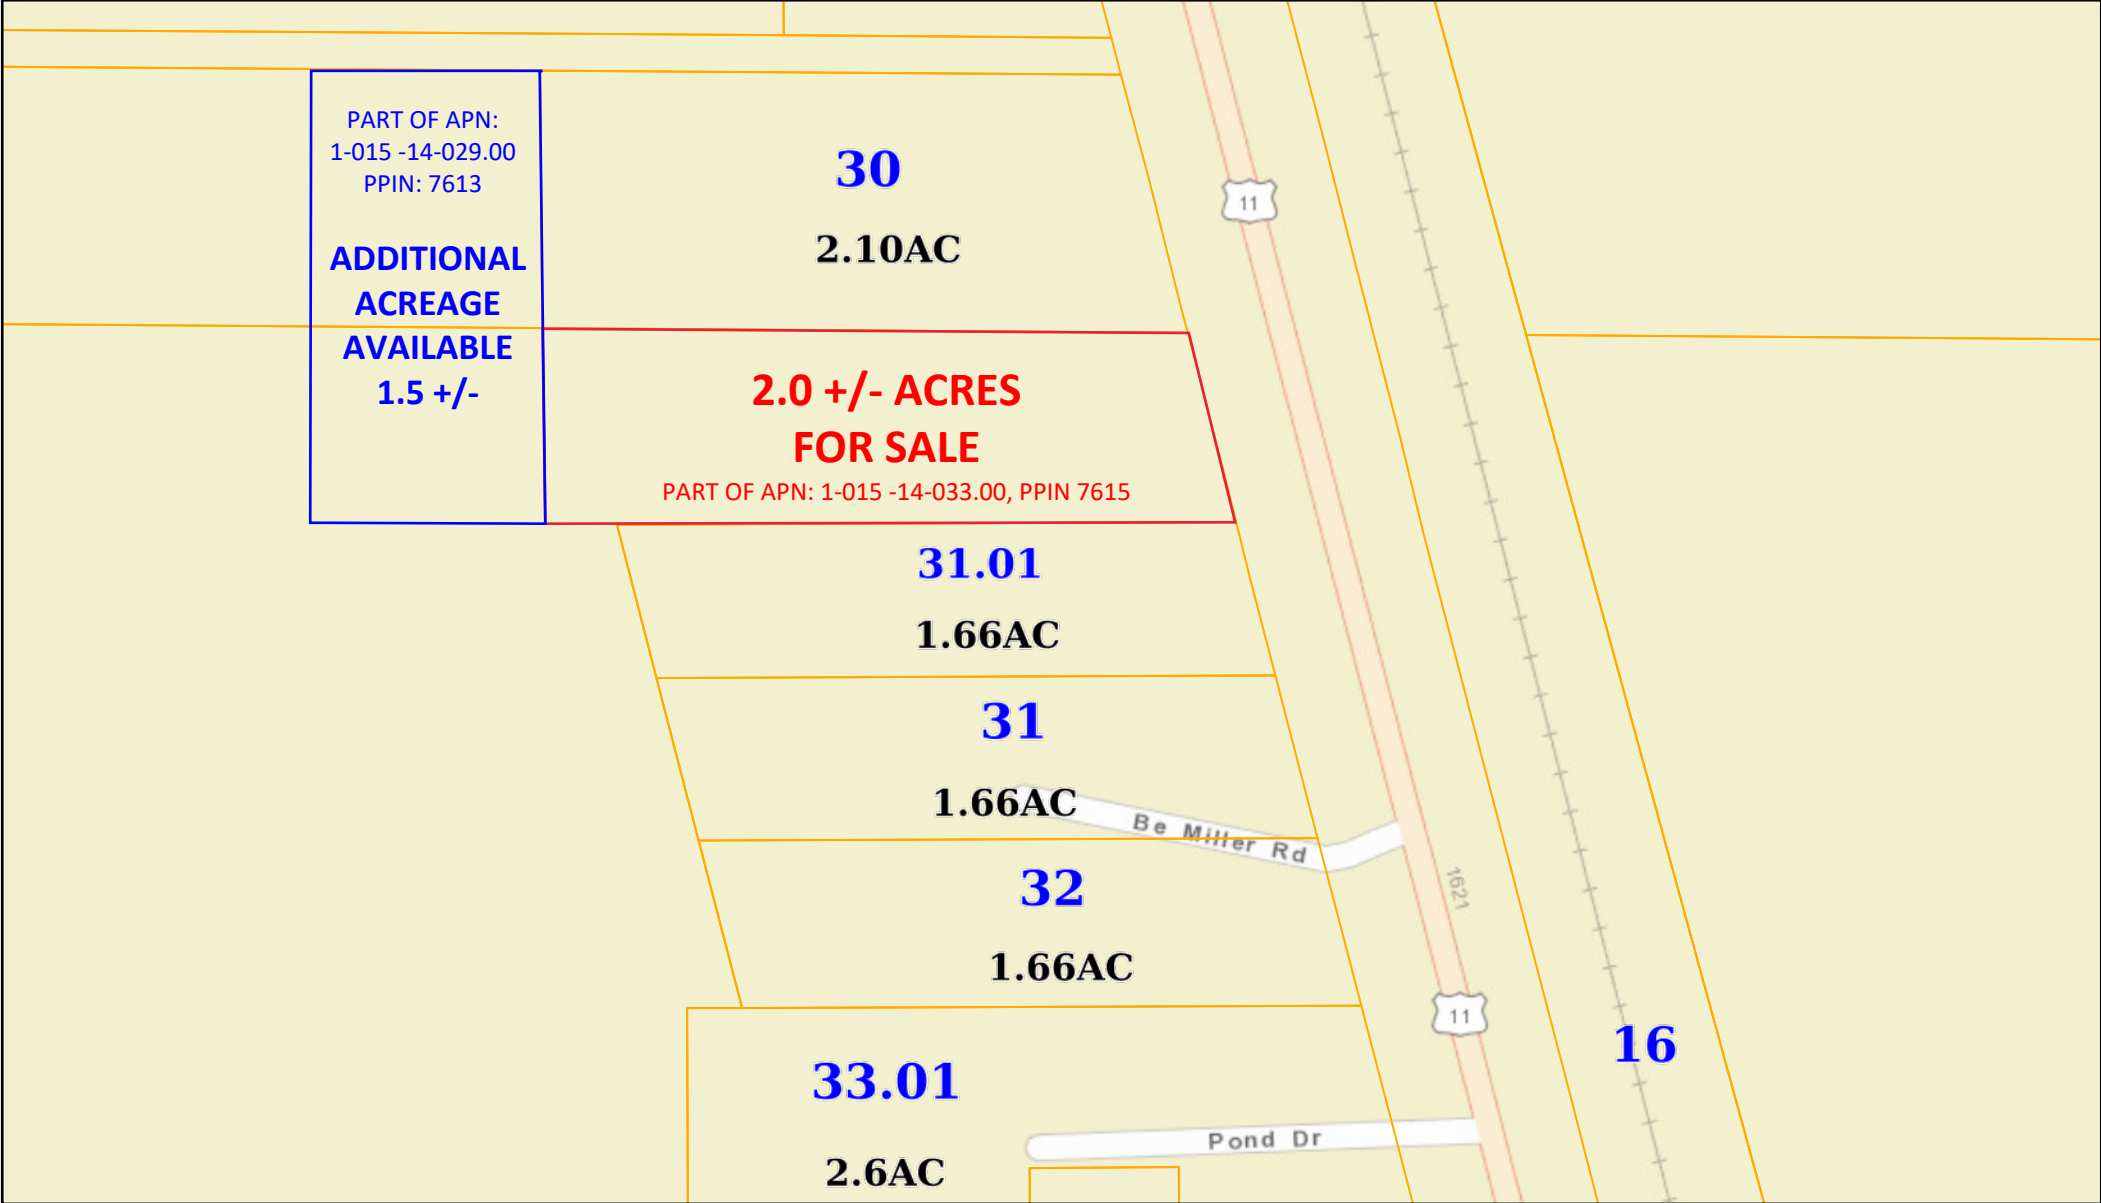 PART OF APN:
1-015 -14-029.00
PPIN: 7613
ADDITIONAL
ACREAGE
AVAILABLE
1.5 +/-
30
2.10AC
11
2.0 +/- ACRES
FOR SALE
PART OF APN: 1-015 -14-033.00, PPIN 7615
31.01
1.66AC
31
1.66AC
Be Miller Rd
32
1.66AC
1621
11
16
33.01
2.6AC
Pond Dr